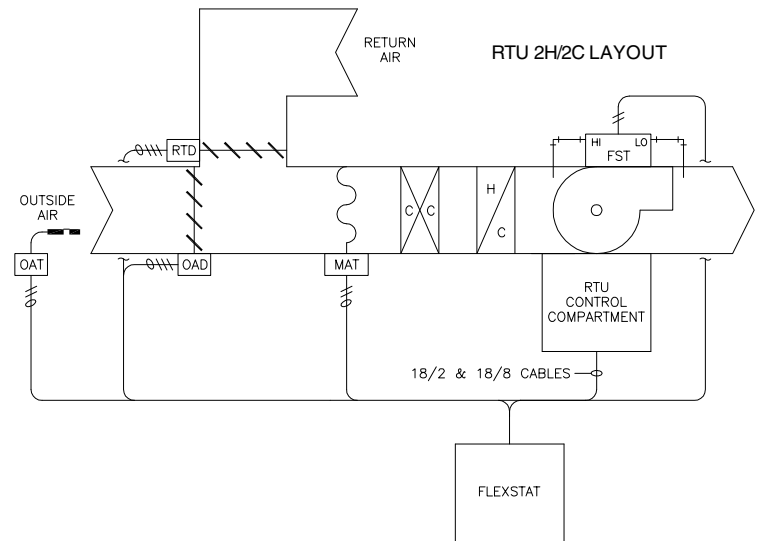 RETURN
AIR
RTU 2H/2C LAYOUT
RTD
HI
LO
FST
OUTSIDE
AIR
C C
H
C
OAT
OAD
MAT
RTU
CONTROL
COMPARTMENT
18/2 & 18/8 CABLES
FLEXSTAT